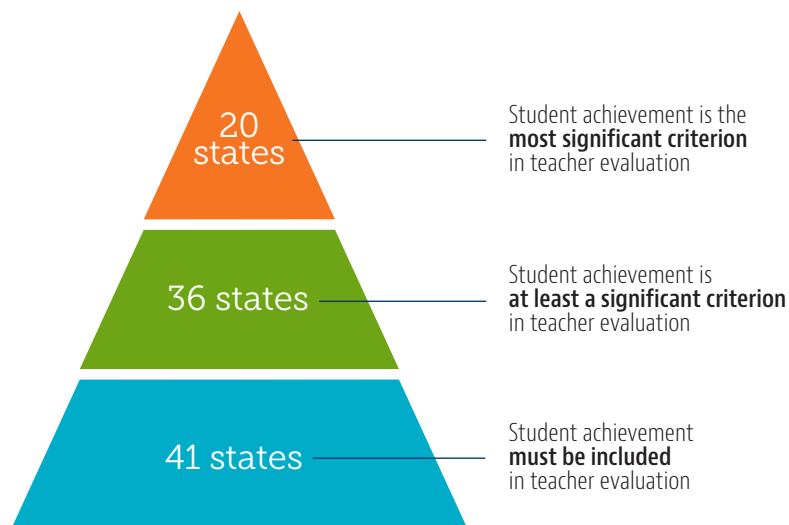 20
states
Student achievement is the
most significant criterion
in teacher evaluation
36 states
Student achievement is
at least a significant criterion
in teacher evaluation
41 states
Student achievement
must be included
in teacher evaluation